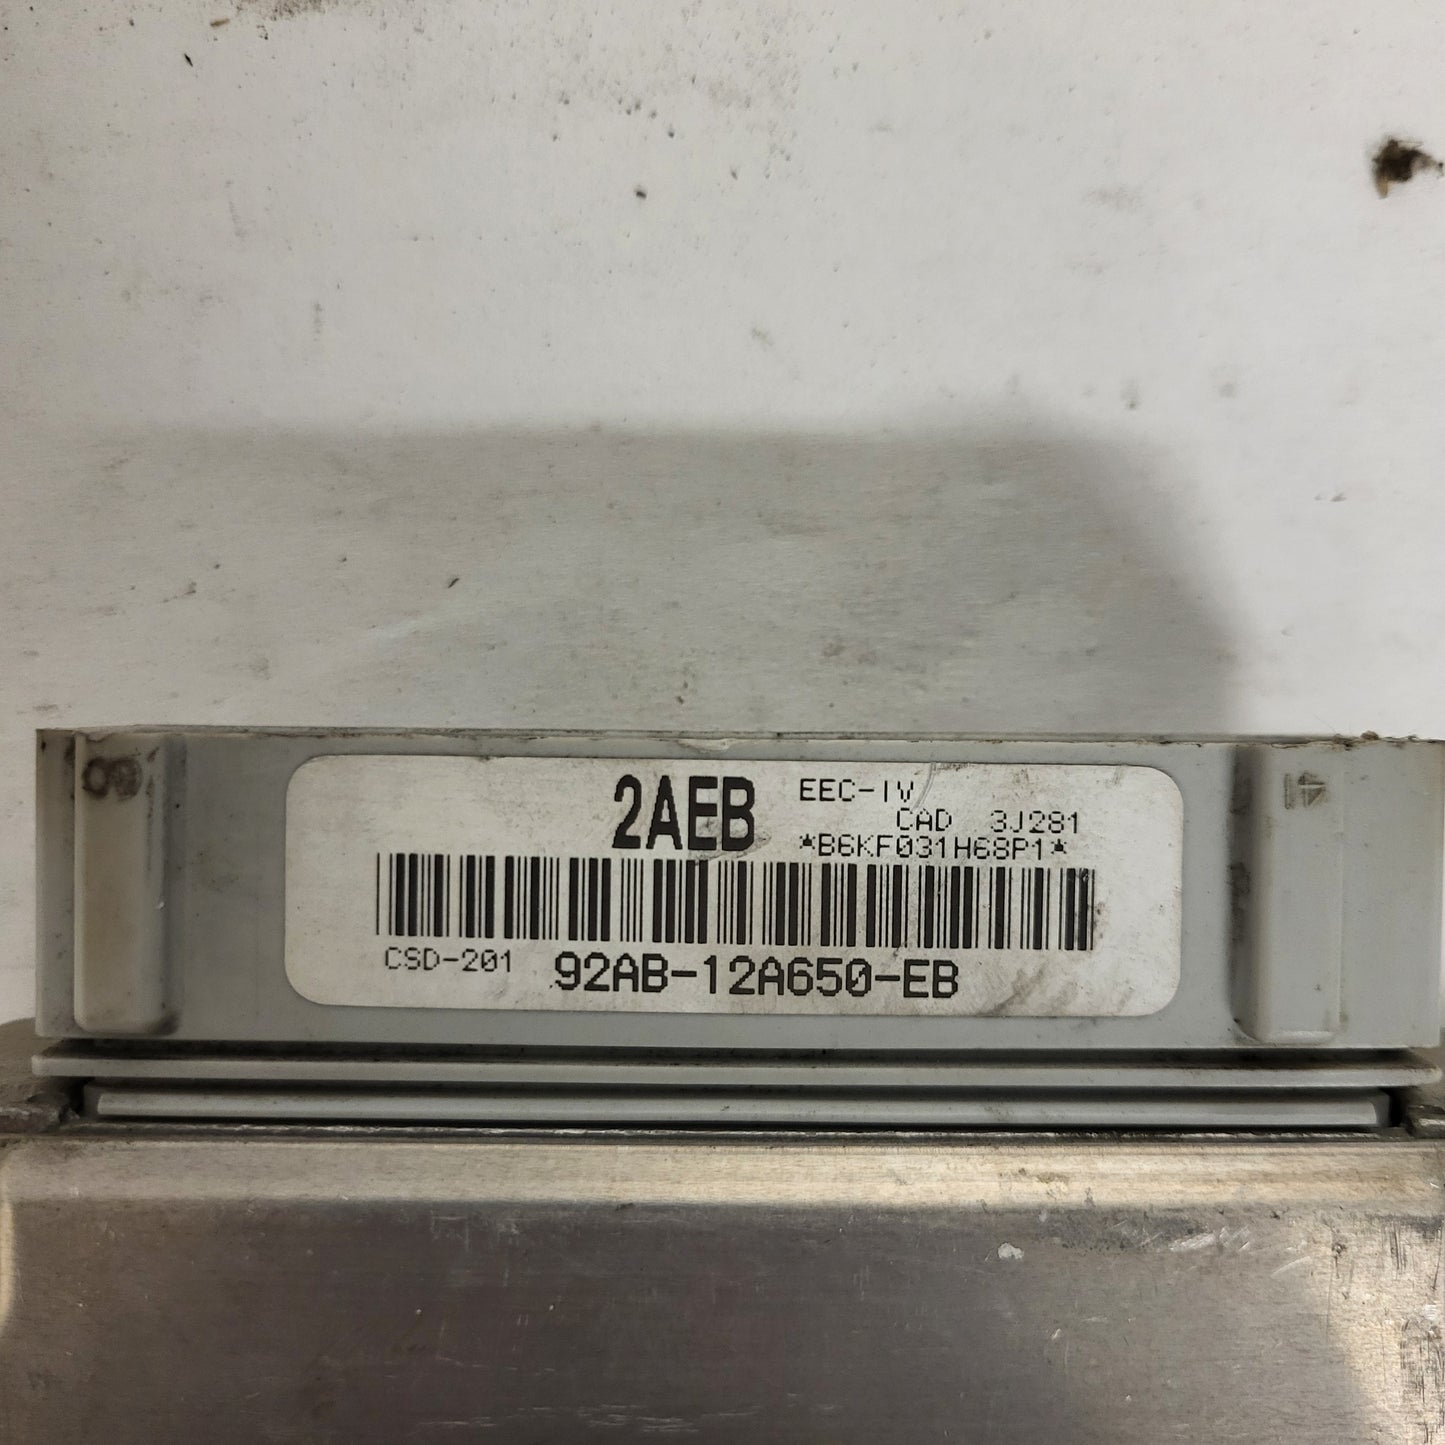 2AEB
EEC-IV
CAD 3J281
*B6KF031H68P1*
CSD-201
92AB-12A650-EB